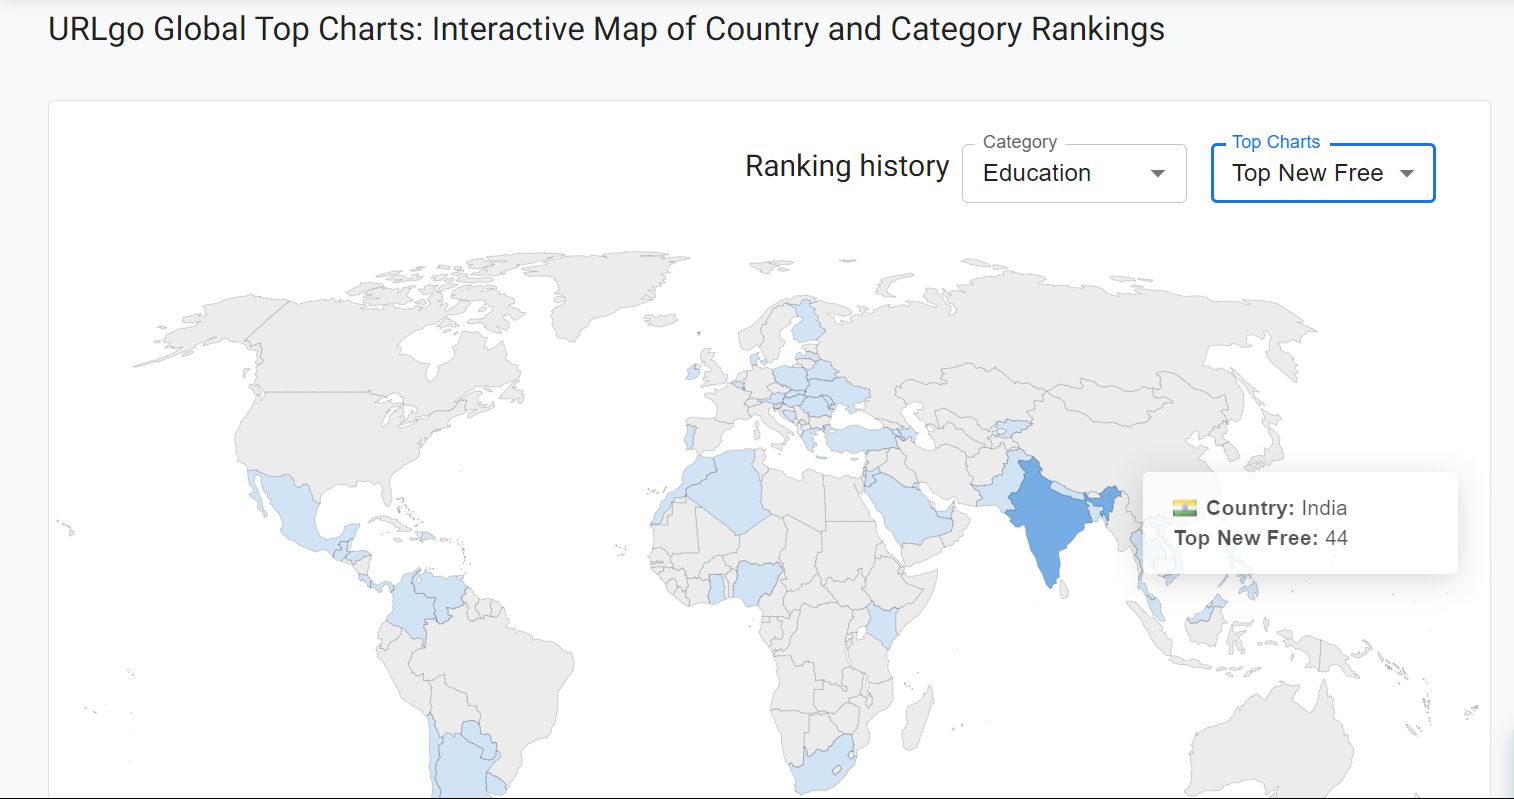 URLgo Global Top Charts: Interactive Map of Country and Category Rankings
Ranking history
Category
Education
Top Charts
Top New Free
Country: India
Top New Free: 44